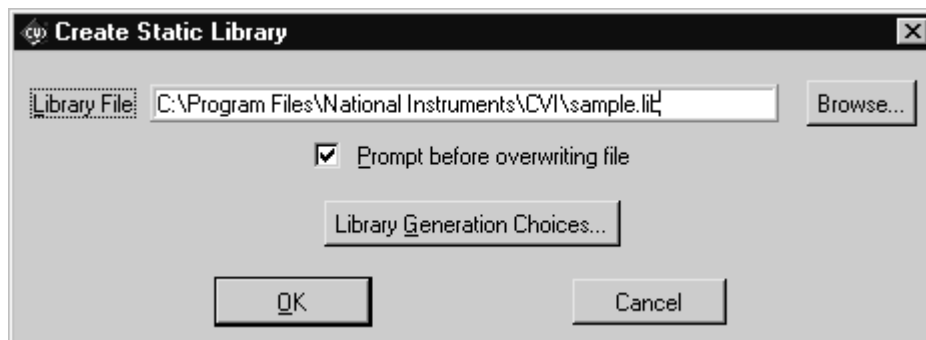 CVI Create Static Library
Library File C:\Program Files\National Instruments\CVI\sample.lib Browse...
Prompt before overwriting file
Library Generation Choices...
OK Cancel